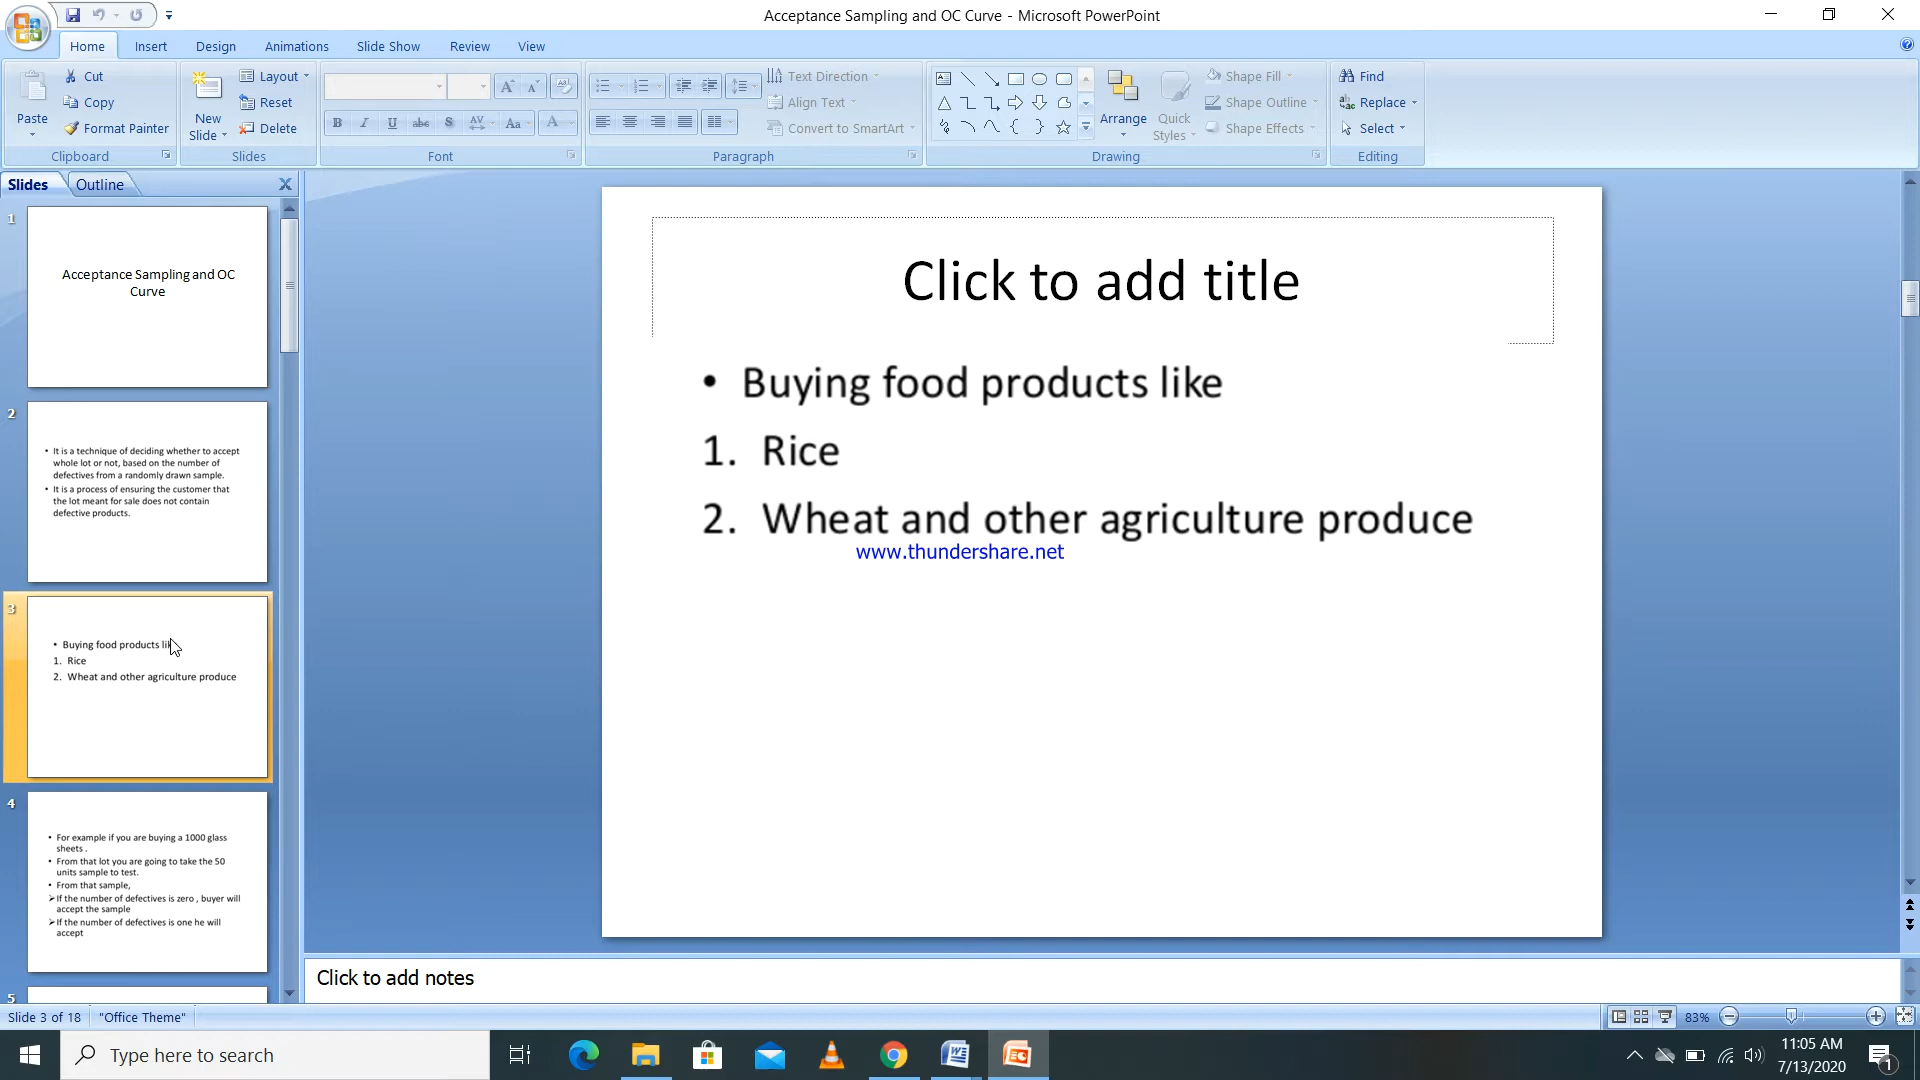 Acceptance Sampling and OC Curve - Microsoft PowerPoint
Home Insert Design Animations Slide Show Review View
Paste
Cut
Copy
Format Painter
Clipboard
New
Slide
Layout
Reset
Delete
Slides
Font
Text Direction
Align Text
Convert to SmartArt
Paragraph
Arrange
Quick
Styles
Shape Fill
Shape Outline
Shape Effects
Drawing
Find
Replace
Select
Editing
Slides Outline
1
Acceptance Sampling and OC
Curve
2
• It is a technique of deciding whether to accept
whole lot or not, based on the number of
defectives from a randomly drawn sample.
• It is a process of ensuring the customer that
the lot meant for sale does not contain
defective products.
3
• Buying food products
1. Rice
2. Wheat and other agriculture produce
4
• For example if you are buying a 1000 glass
sheets .
• From that lot you are going to take the 50
units sample to test.
• From that sample,
➢ If the number of defectives is zero , buyer will
accept the sample
➢ If the number of defectives is one he will
accept
5
Click to add title
• Buying food products like
1. Rice
2. Wheat and other agriculture produce
www.thundershare.net
Click to add notes
Slide 3 of 18 "Office Theme" 83%
Type here to search
11:05 AM
7/13/2020
1